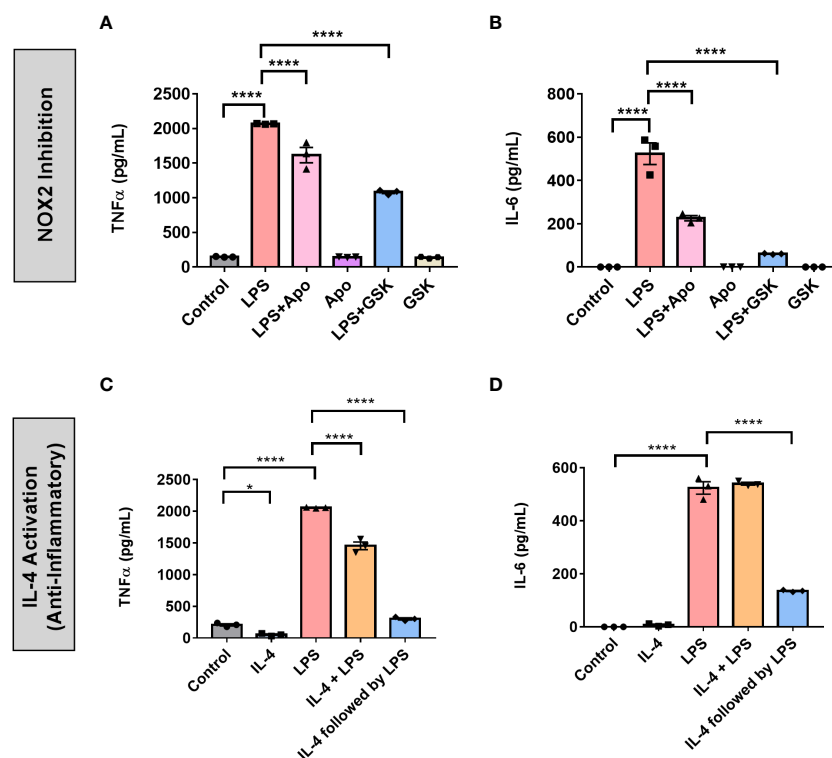 NOX2 Inhibition
A
****
****
****
TNFα (pg/mL)
2500
2000
1500
1000
500
0
Control
LPS
LPS+Apo
Apo
LPS+GSK
GSK
B
****
****
****
IL-6 (pg/mL)
800
600
400
200
0
Control
LPS
LPS+Apo
Apo
LPS+GSK
GSK
IL-4 Activation
(Anti-Inflammatory)
C
****
****
****
*
TNFα (pg/mL)
2500
2000
1500
1000
500
0
Control
IL-4
LPS
IL-4 + LPS
IL-4 followed by LPS
D
****
****
IL-6 (pg/mL)
600
400
200
0
Control
IL-4
LPS
IL-4 + LPS
IL-4 followed by LPS